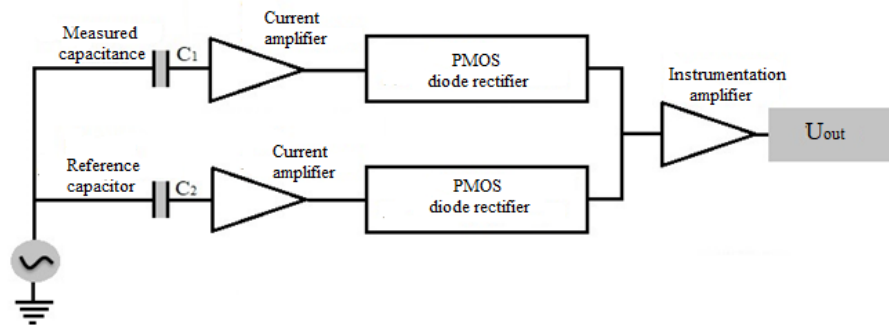 Measured
capacitance
C1
Current
amplifier
PMOS
diode rectifier
Instrumentation
amplifier
Uout
Reference
capacitor
C2
Current
amplifier
PMOS
diode rectifier